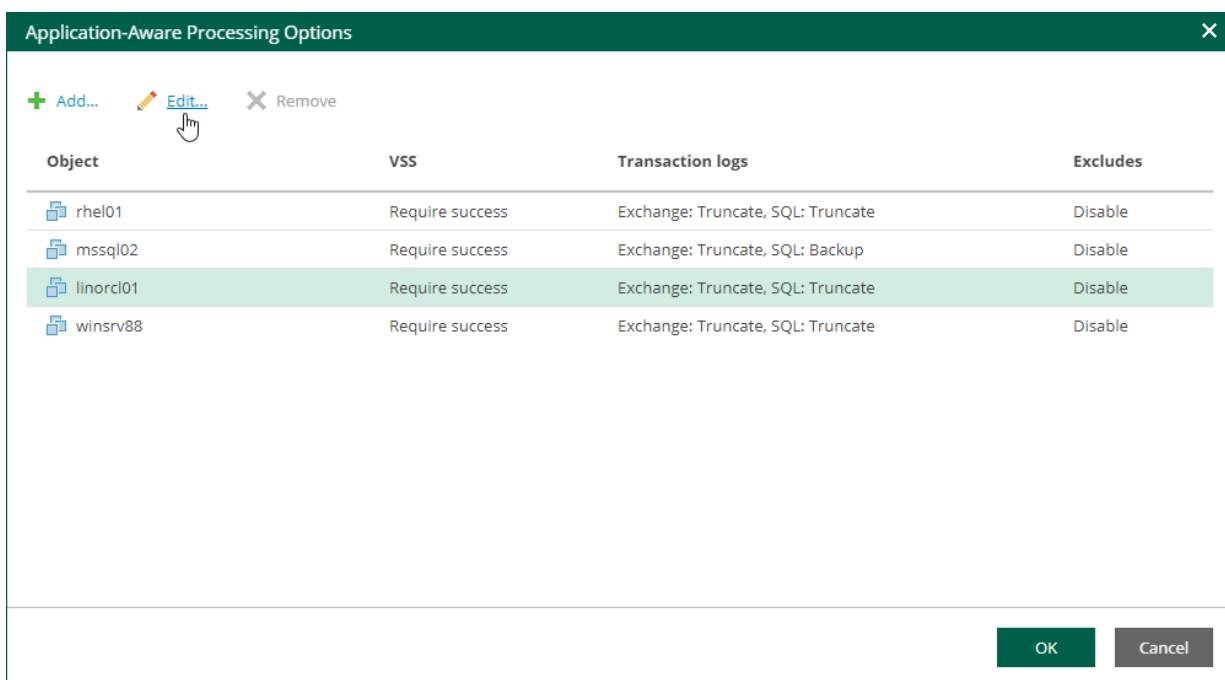 Application-Aware Processing Options
Add... Edit... Remove
Object VSS Transaction logs Excludes
rhel01 Require success Exchange: Truncate, SQL: Truncate Disable
mssql02 Require success Exchange: Truncate, SQL: Backup Disable
linorcl01 Require success Exchange: Truncate, SQL: Truncate Disable
winsrv88 Require success Exchange: Truncate, SQL: Truncate Disable
OK Cancel